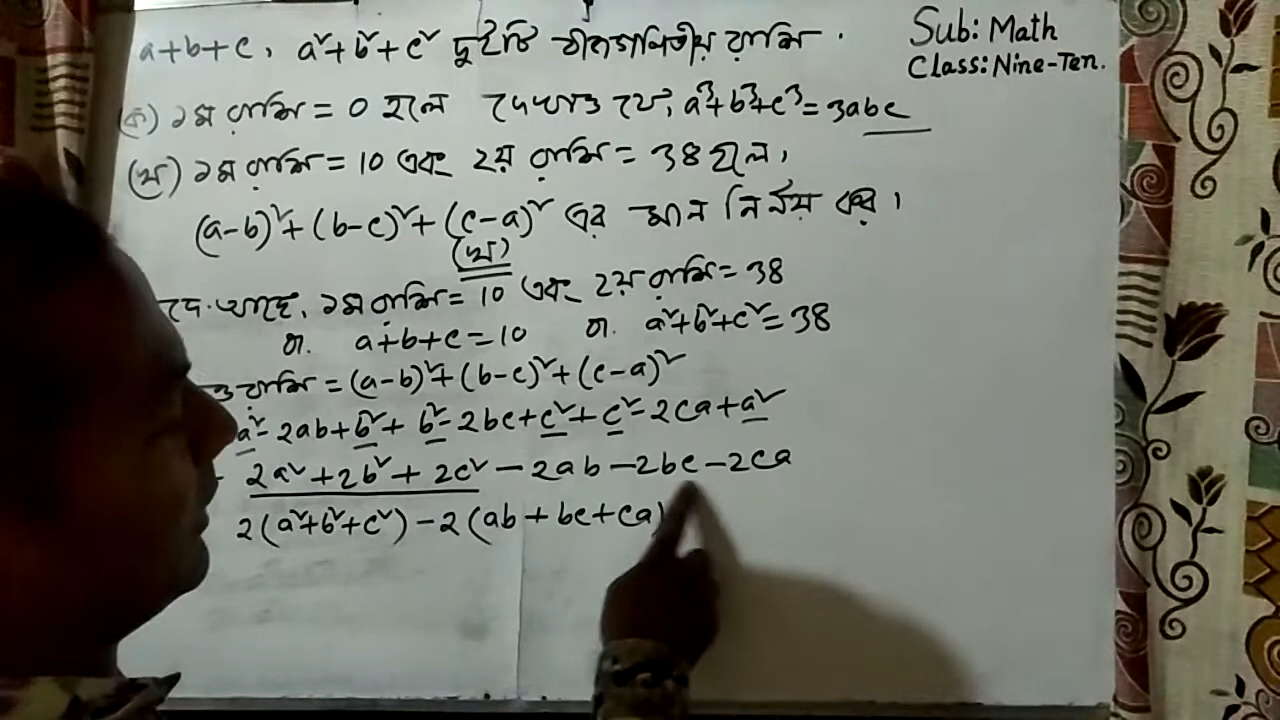 a+b+c, a²+b²+c² দুইটি বীজগাণিতীয় রাশি.
Sub: Math
Class: Nine-Ten.
(ক) ১ম রাশি = 0 হলে দেখাও যে, a³+b³+c³=3abc
(খ) ১ম রাশি = 10 এবং ২য় রাশি = 38 হলে,
(a-b)²+(b-c)²+(c-a)² এর মান নির্ণয় কর।
(খ)
দে.আছে, ১ম রাশি = 10 এবং ২য় রাশি = 38
বা. a+b+c=10 বা. a²+b²+c²=38
রাশি = (a-b)²+(b-c)²+(c-a)²
a²-2ab+b²+b²-2bc+c²+c²-2ca+a²
2a²+2b²+2c²-2ab-2bc-2ca
2(a²+b²+c²)-2(ab+bc+ca)